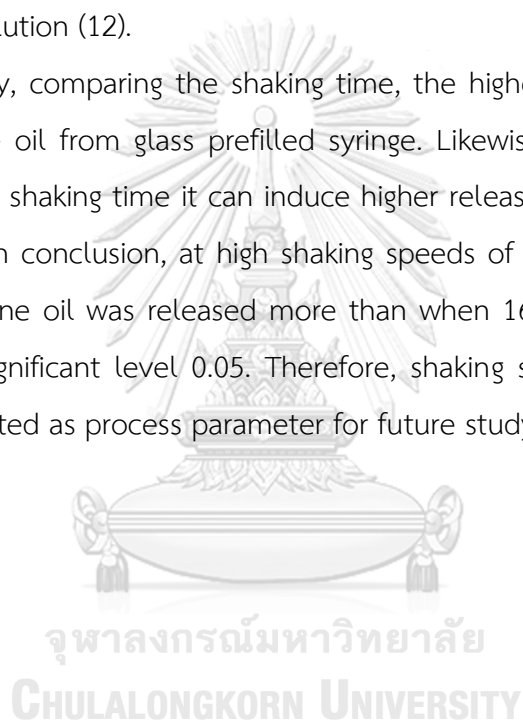 lution (12).
y, comparing the shaking time, the highe
oil from glass prefilled syringe. Likewis
shaking time it can induce higher releas
n conclusion, at high shaking speeds of
ne oil was released more than when 16
gnificant level 0.05. Therefore, shaking s
ted as process parameter for future study
จุฬาลงกรณ์มหาวิทยาลัย
CHULALONGKORN UNIVERSITY